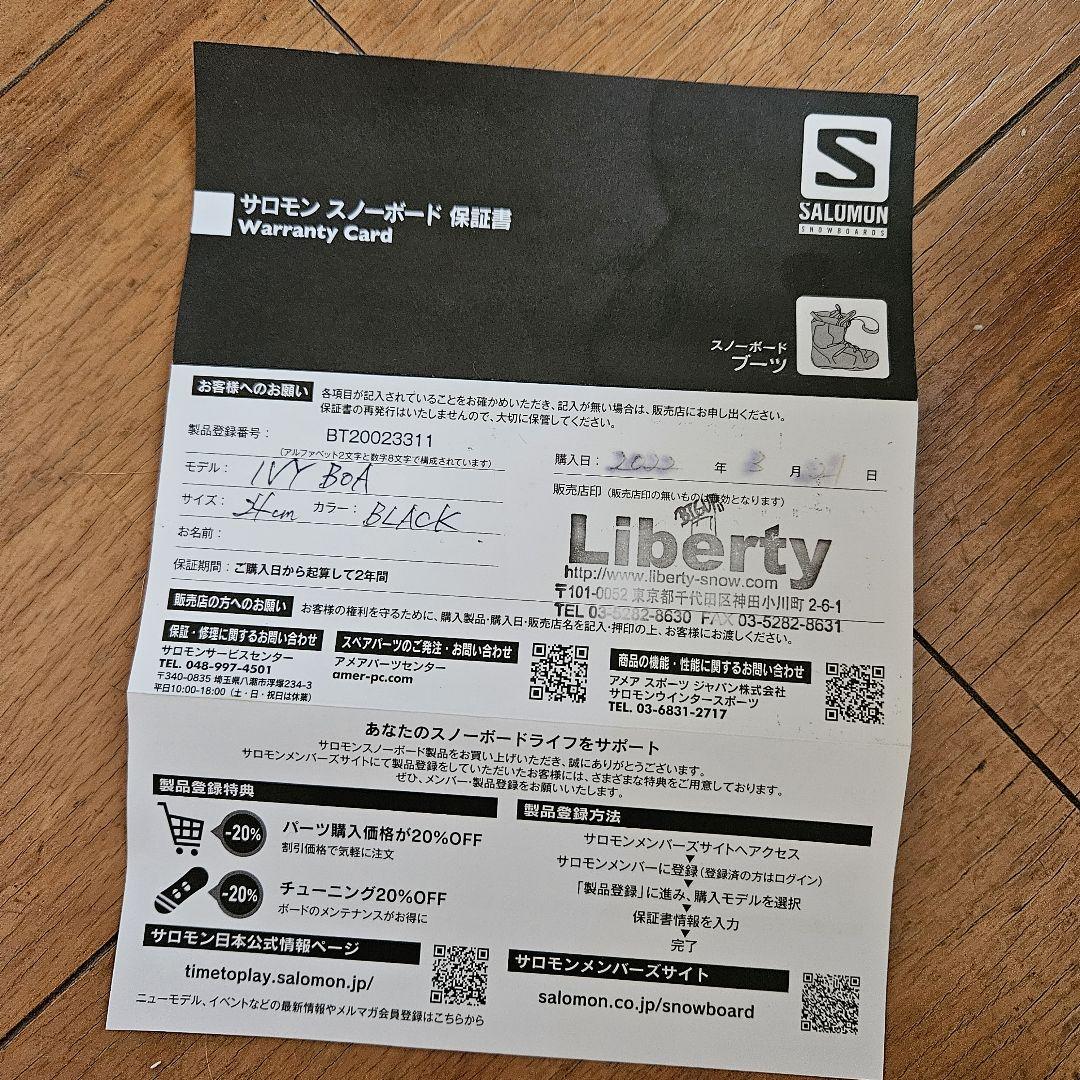 サロモン スノーボード 保証書
Warranty Card
SALOMON
SNOWBOARDS
スノーボード
ブーツ
お客様へのお願い
各項目が記入されていることをお確かめいただき、記入が無い場合は、販売店にお申し出ください。
保証書の再発行はいたしませんので、大切に保管してください。
製品登録番号： BT20023311
(アルファベット2文字と数字8文字で構成されています)
モデル： IVY BOA
サイズ： 24cm カラー： BLACK
お名前：
保証期間：ご購入日から起算して2年間
購入日： 2022 年 月 日
販売店印（販売店印の無いものは無効となります）
Liberty
http://www.liberty-snow.com
〒101-0052 東京都千代田区神田小川町 2-6-1
TEL 03-5282-8630 FAX 03-5282-8631
販売店の方へのお願い
お客様の権利を守るために、購入製品・購入日・販売店名を記入・押印の上、お客様にお渡しください。
保証・修理に関するお問い合わせ
サロモンサービスセンター
TEL. 048-997-4501
〒340-0835 埼玉県八潮市浮塚234-3
平日10:00-18:00（土・日・祝日は休業）
スペアパーツのご発注・お問い合わせ
アメアパーツセンター
amer-pc.com
商品の機能・性能に関するお問い合わせ
アメア スポーツ ジャパン株式会社
サロモンウインタースポーツ
TEL. 03-6831-2717
あなたのスノーボードライフをサポート
サロモンスノーボード製品をお買い上げいただき、誠にありがとうございます。
サロモンメンバーズサイトにて製品登録をしていただいたお客様には、さまざまな特典をご用意しております。
ぜひ、メンバー・製品登録をお願いいたします。
製品登録特典
-20%
パーツ購入価格が20%OFF
割引価格で気軽に注文
-20%
チューニング20%OFF
ボードのメンテナンスがお得に
製品登録方法
サロモンメンバーズサイトへアクセス
▼
サロモンメンバーに登録（登録済の方はログイン）
▼
「製品登録」に進み、購入モデルを選択
▼
保証書情報を入力
▼
完了
サロモン日本公式情報ページ
timetoplay.salomon.jp/
ニューモデル、イベントなどの最新情報やメルマガ会員登録はこちらから
サロモンメンバーズサイト
salomon.co.jp/snowboard